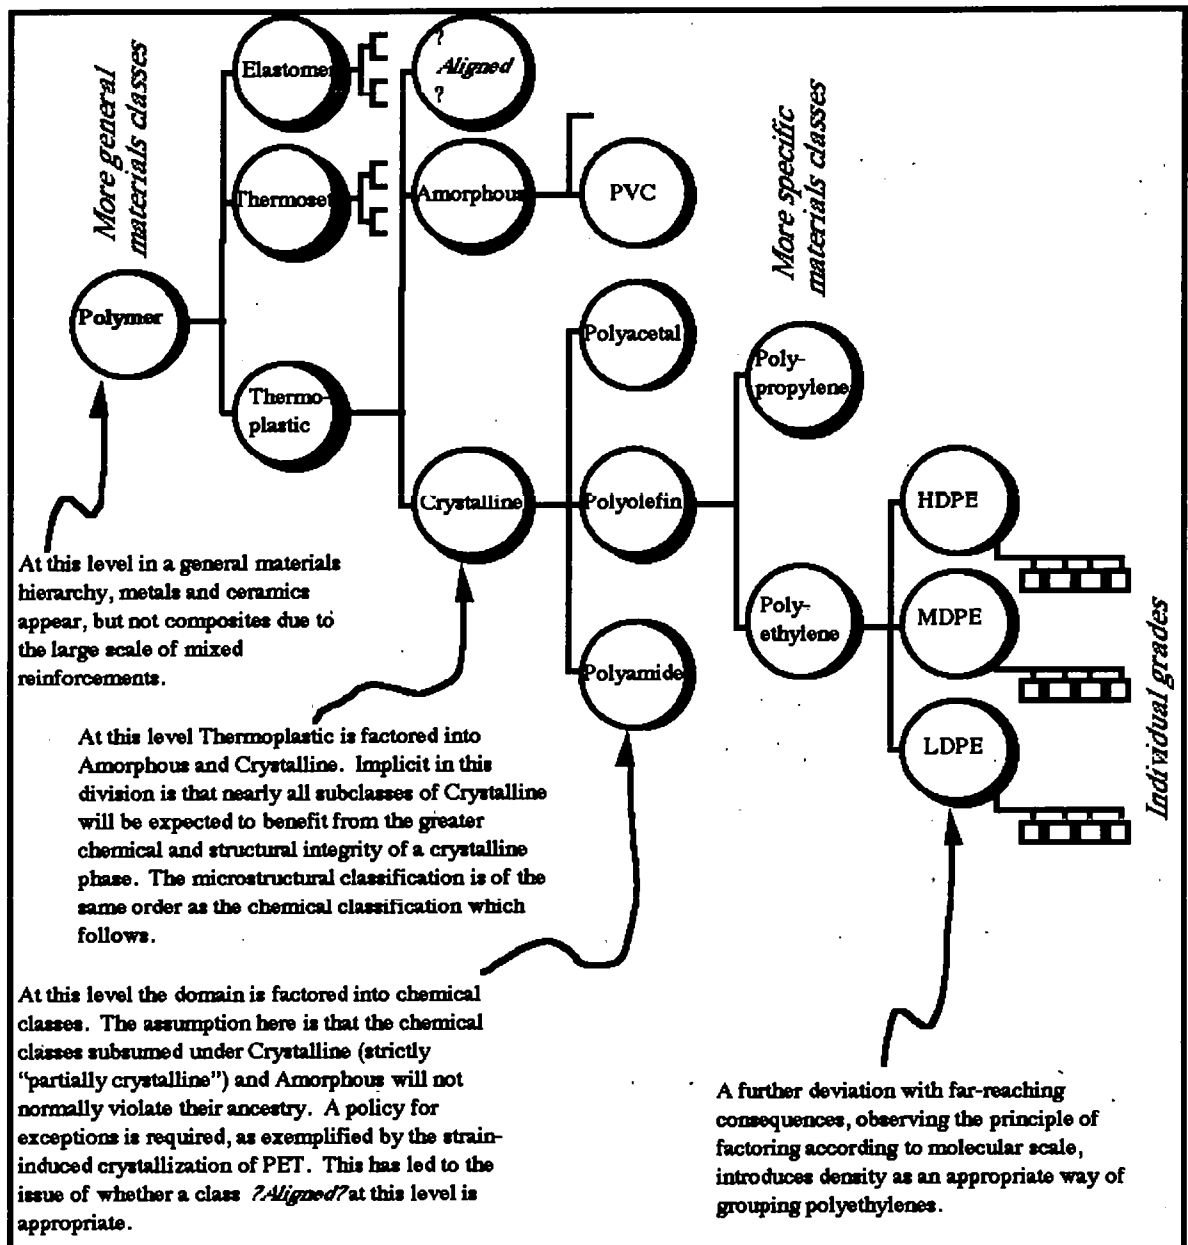 More general
materials classes
Elastomer
?
Aligned
?
Thermoset
Amorphous
PVC
More specific
materials classes
Polymer
Polyacetal
Poly-
propylene
Thermo-
plastic
Crystalline
Polyolefin
HDPE
Poly-
ethylene
MDPE
Polyamide
LDPE
Individual grades
At this level in a general materials
hierarchy, metals and ceramics
appear, but not composites due to
the large scale of mixed
reinforcements.
At this level Thermoplastic is factored into
Amorphous and Crystalline. Implicit in this
division is that nearly all subclasses of Crystalline
will be expected to benefit from the greater
chemical and structural integrity of a crystalline
phase. The microstructural classification is of the
same order as the chemical classification which
follows.
At this level the domain is factored into chemical
classes. The assumption here is that the chemical
classes subsumed under Crystalline (strictly
“partially crystalline”) and Amorphous will not
normally violate their ancestry. A policy for
exceptions is required, as exemplified by the strain-
induced crystallization of PET. This has led to the
issue of whether a class ?Aligned? at this level is
appropriate.
A further deviation with far-reaching
consequences, observing the principle of
factoring according to molecular scale,
introduces density as an appropriate way of
grouping polyethylenes.